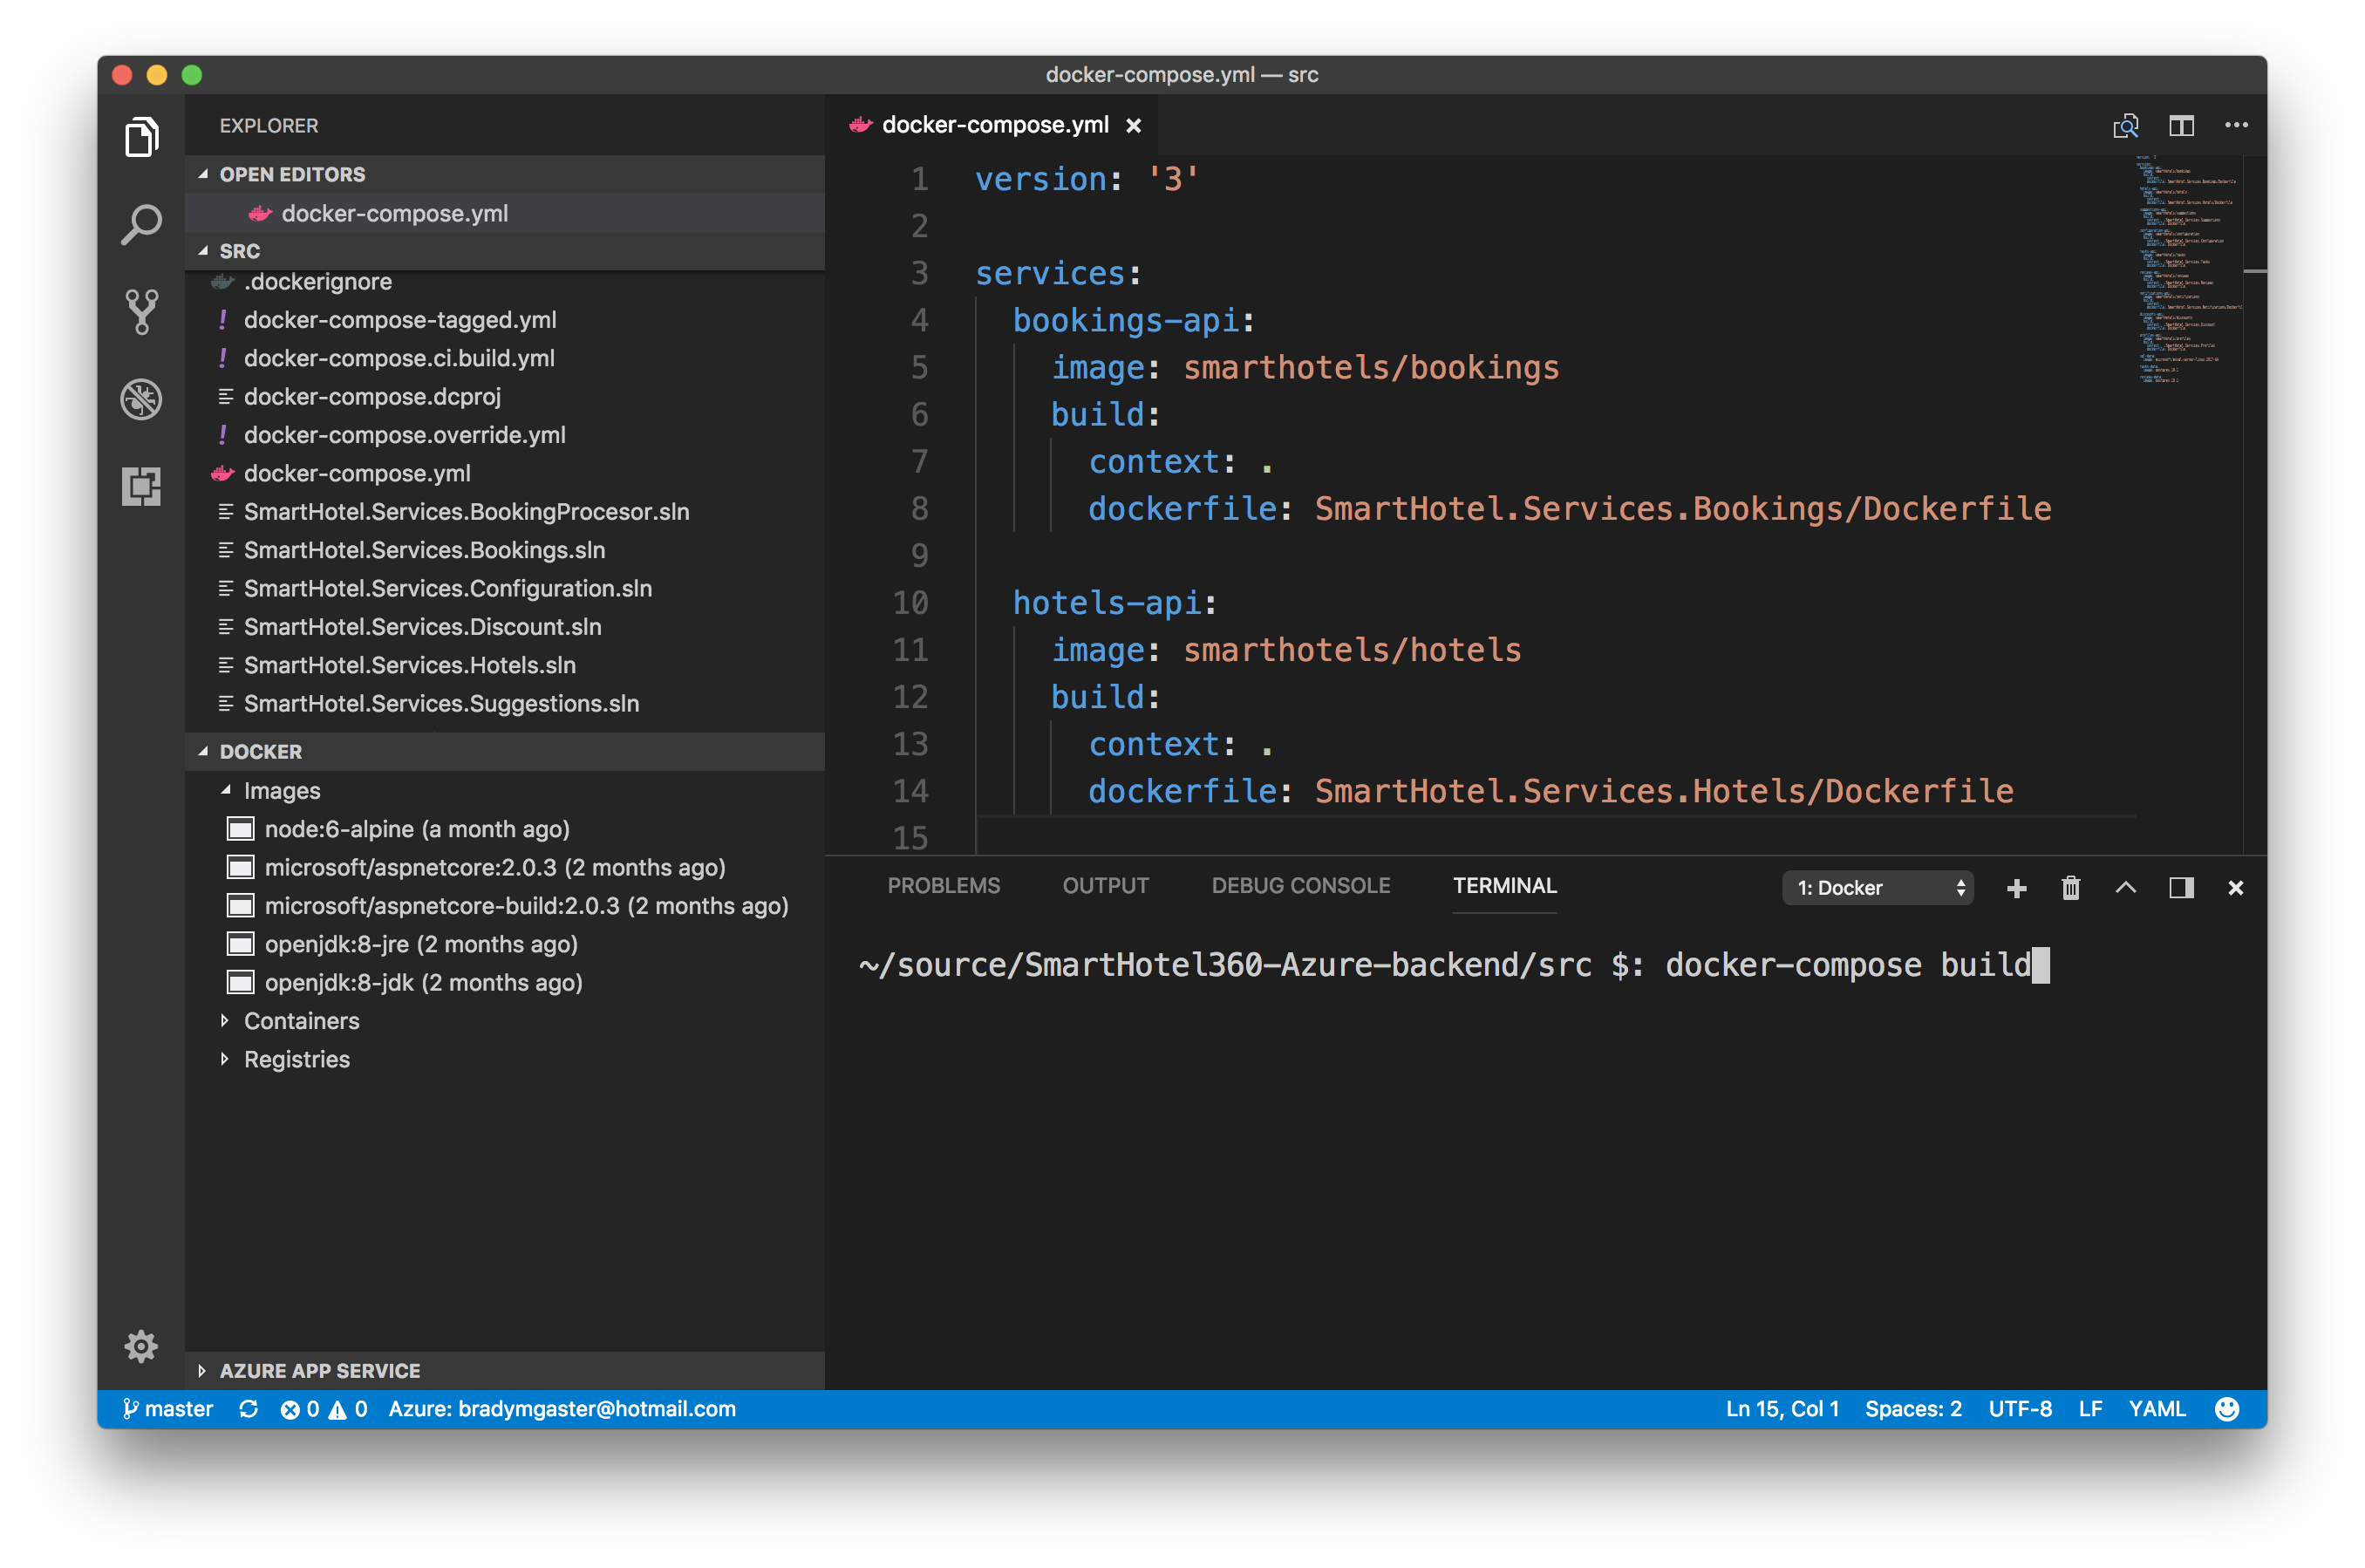 docker-compose.yml — src
EXPLORER
OPEN EDITORS
docker-compose.yml
SRC
.dockerignore
docker-compose-tagged.yml
docker-compose.ci.build.yml
docker-compose.dcproj
docker-compose.override.yml
docker-compose.yml
SmartHotel.Services.BookingProcesor.sln
SmartHotel.Services.Bookings.sln
SmartHotel.Services.Configuration.sln
SmartHotel.Services.Discount.sln
SmartHotel.Services.Hotels.sln
SmartHotel.Services.Suggestions.sln
DOCKER
Images
node:6-alpine (a month ago)
microsoft/aspnetcore:2.0.3 (2 months ago)
microsoft/aspnetcore-build:2.0.3 (2 months ago)
openjdk:8-jre (2 months ago)
openjdk:8-jdk (2 months ago)
Containers
Registries
AZURE APP SERVICE
docker-compose.yml
1 version: '3'
2
3 services:
4 bookings-api:
5 image: smarthotels/bookings
6 build:
7 context: .
8 dockerfile: SmartHotel.Services.Bookings/Dockerfile
9
10 hotels-api:
11 image: smarthotels/hotels
12 build:
13 context: .
14 dockerfile: SmartHotel.Services.Hotels/Dockerfile
15
PROBLEMS OUTPUT DEBUG CONSOLE TERMINAL 1: Docker
~/source/SmartHotel360-Azure-backend/src $: docker-compose build
master 0 0 Azure: bradymgaster@hotmail.com Ln 15, Col 1 Spaces: 2 UTF-8 LF YAML